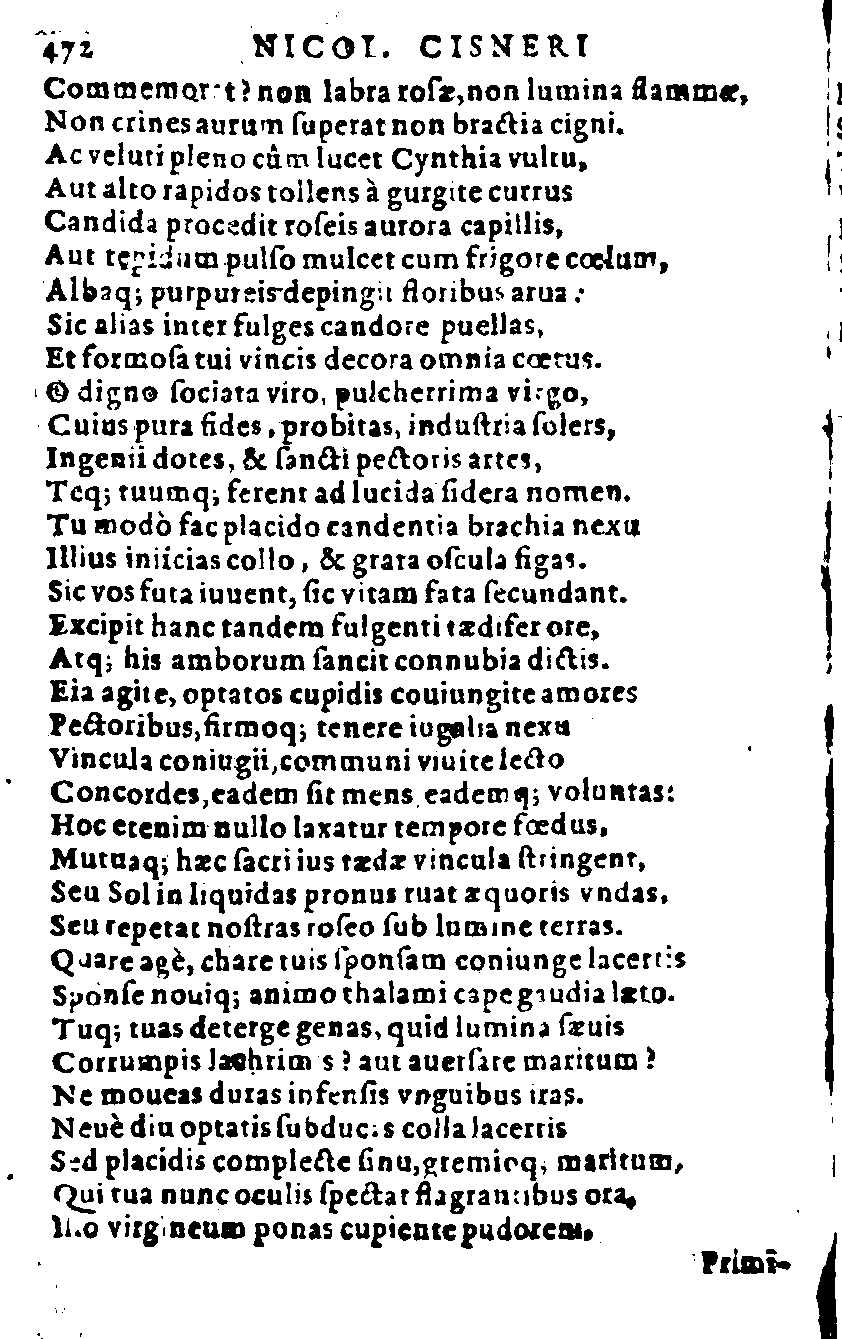 472 NICOL. CISNERI
Commemoret? non labra rosæ, non lumina flammæ,
Non crines aurum superat non bractia cigni.
Ac veluti pleno cûm lucet Cynthia vultu,
Aut alto rapidos tollens à gurgite currus
Candida procedit roseis aurora capillis,
Aut tepidum pulso mulcet cum frigore cœlum,
Albaq; purpureis depingit floribus arua:
Sic alias inter fulges candore puellas,
Et formosa tui vincis decora omnia cœtus.
O digno sociata viro, pulcherrima virgo,
Cuius pura fides, probitas, industria solers,
Ingenii dotes, & sancti pectoris artes,
Teq; tuumq; ferent ad lucida sidera nomen.
Tu modò fac placido candentia brachia nexu
Illius iniicias collo, & grata oscula figas.
Sic vos futa iuuent, sic vitam fata secundant.
Excipit hanc tandem fulgenti tædifer ore,
Atq; his amborum sancit connubia dictis.
Eia agite, optatos cupidis couiungite amores
Pectoribus, firmoq; tenere iugalia nexu
Vincula coniugii, communi viuite lecto
Concordes, eadem sit mens eademq; voluntas:
Hoc etenim nullo laxatur tempore fœdus,
Mutuaq; hæc sacri ius tædæ vincula stringent,
Seu Sol in liquidas pronus ruat æquoris vndas,
Seu repetat nostras roseo sub lumine terras.
Quare agè, chare tuis sponsam coniunge lacertis
Sponse nouiq; animo thalami cape gaudia læto.
Tuq; tuas deterge genas, quid lumina sæuis
Corrumpis lachrim s? aut auersare maritum?
Ne moueas duras infensis vnguibus iras.
Neuè diu optatis subducas colla lacertis
Sed placidis complecte sinu, gremioq; maritum,
Qui tua nunc oculis spectat flagrantibus ora,
Illo virgineum ponas cupiente pudorem,
Primi-